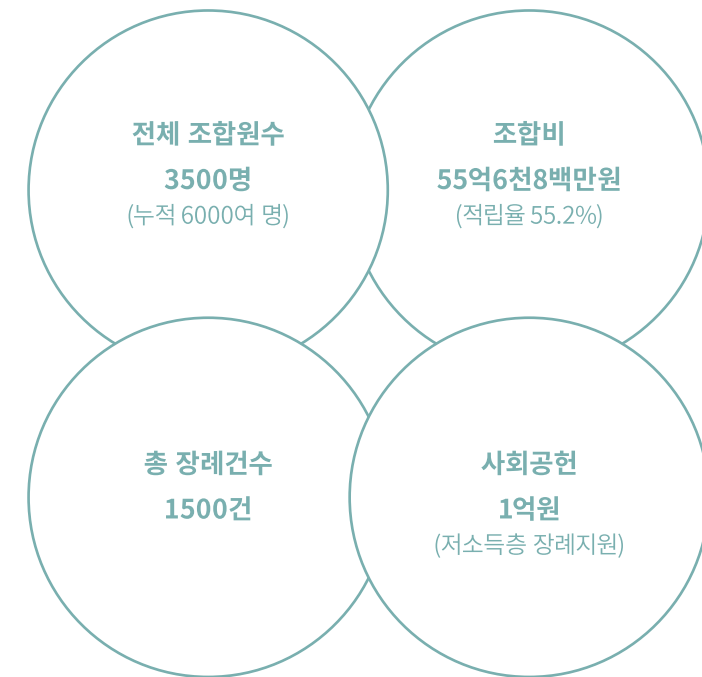 전체 조합원수
3500명
(누적 6000여 명)
조합비
55억6천8백만원
(적립율 55.2%)
총 장례건수
1500건
사회공헌
1억원
(저소득층 장례지원)